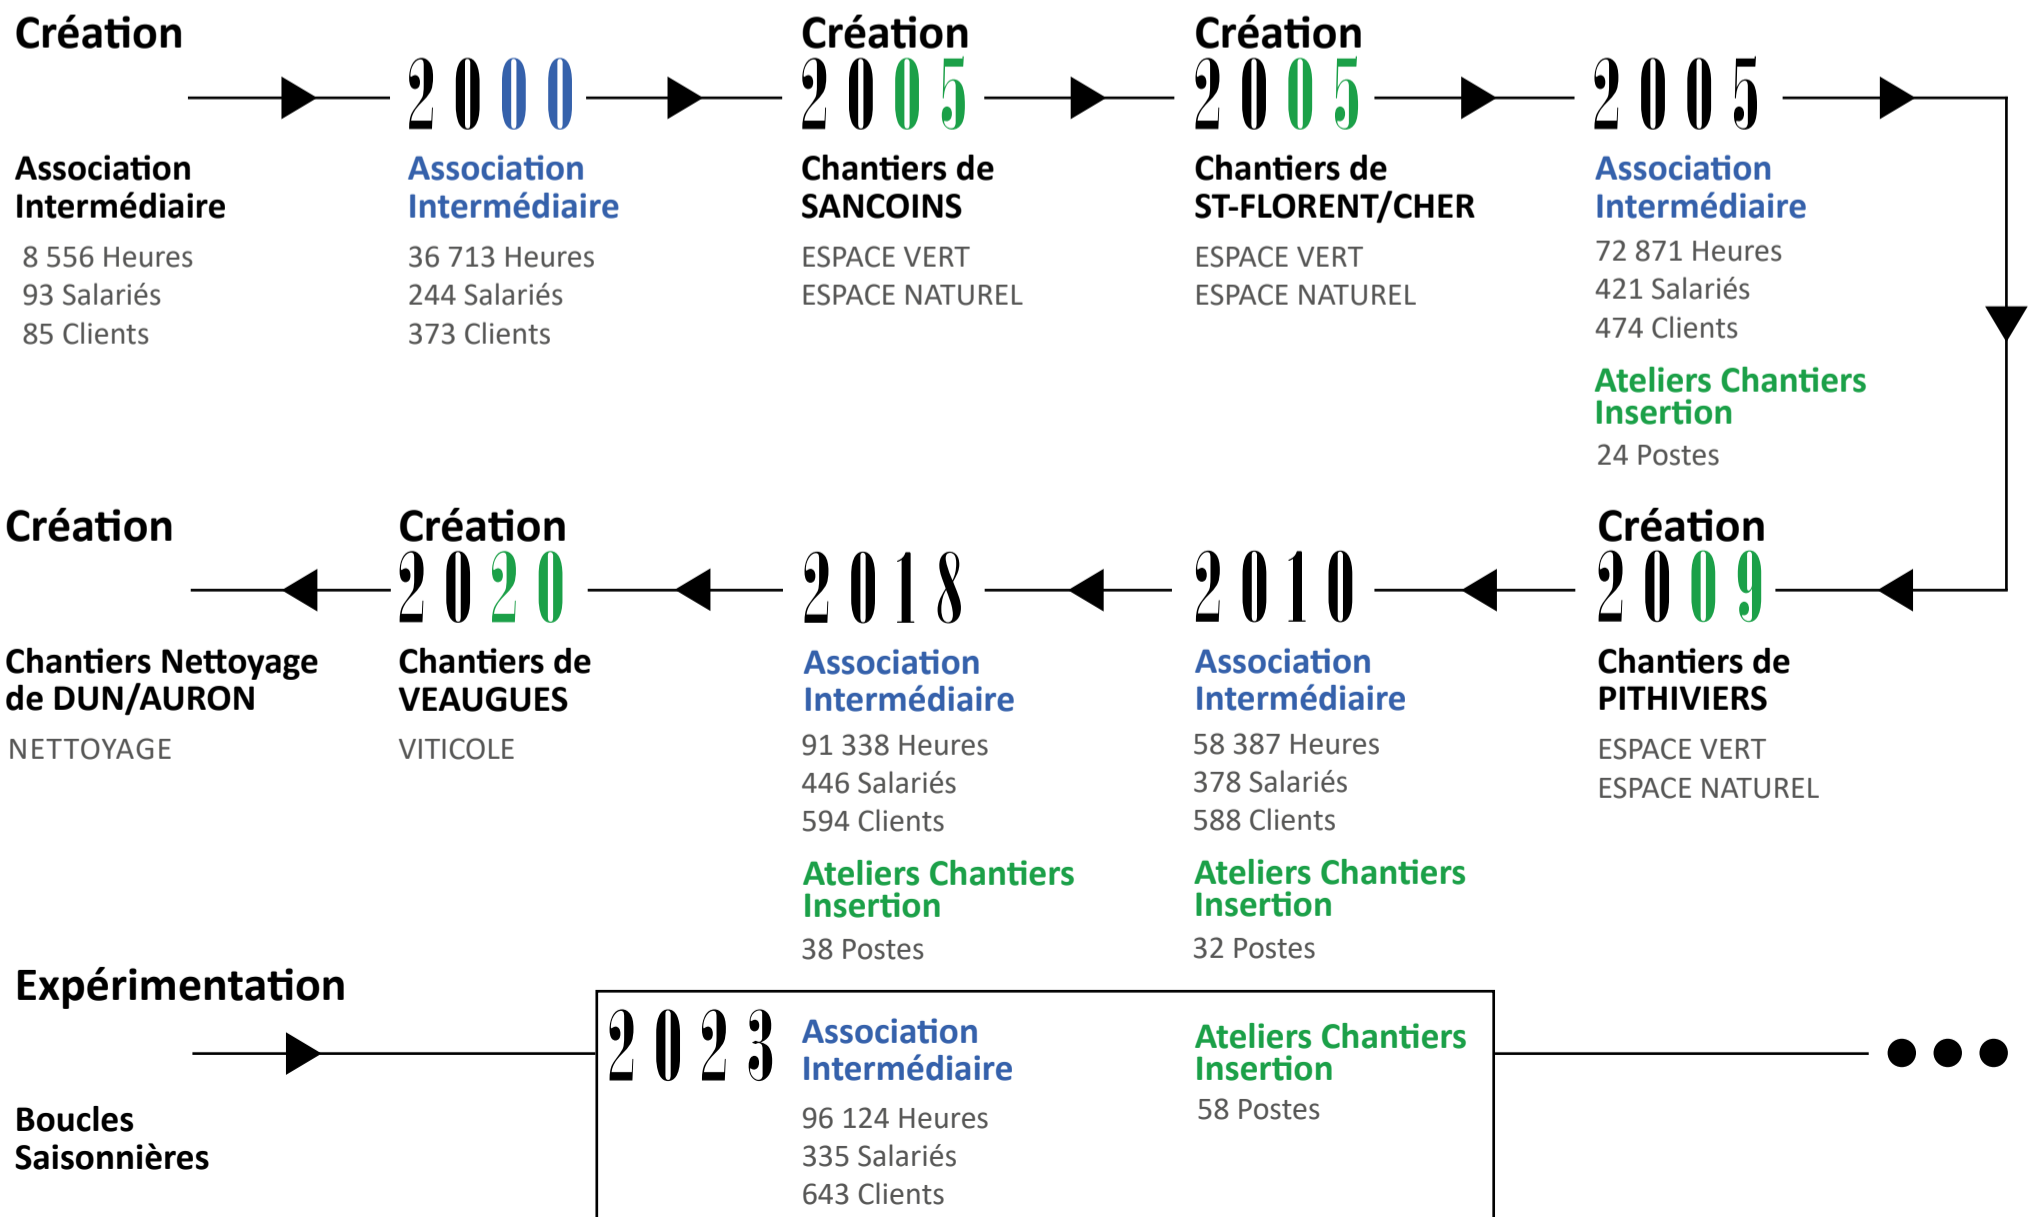 Création
Association
Intermédiaire
8 556 Heures
93 Salariés
85 Clients
2000
Association
Intermédiaire
36 713 Heures
244 Salariés
373 Clients
Création
2005
Chantiers de
SANCOINS
ESPACE VERT
ESPACE NATUREL
Création
2005
Chantiers de
ST-FLORENT/CHER
ESPACE VERT
ESPACE NATUREL
2005
Association
Intermédiaire
72 871 Heures
421 Salariés
474 Clients
Ateliers Chantiers
Insertion
24 Postes
Création
2009
Chantiers de
PITHIVIERS
ESPACE VERT
ESPACE NATUREL
2010
Association
Intermédiaire
58 387 Heures
378 Salariés
588 Clients
Ateliers Chantiers
Insertion
32 Postes
2018
Association
Intermédiaire
91 338 Heures
446 Salariés
594 Clients
Ateliers Chantiers
Insertion
38 Postes
Création
2020
Chantiers de
VEAUGUES
VITICOLE
Création
Chantiers Nettoyage
de DUN/AURON
NETTOYAGE
Expérimentation
Boucles
Saisonnières
2023
Association
Intermédiaire
96 124 Heures
335 Salariés
643 Clients
Ateliers Chantiers
Insertion
58 Postes